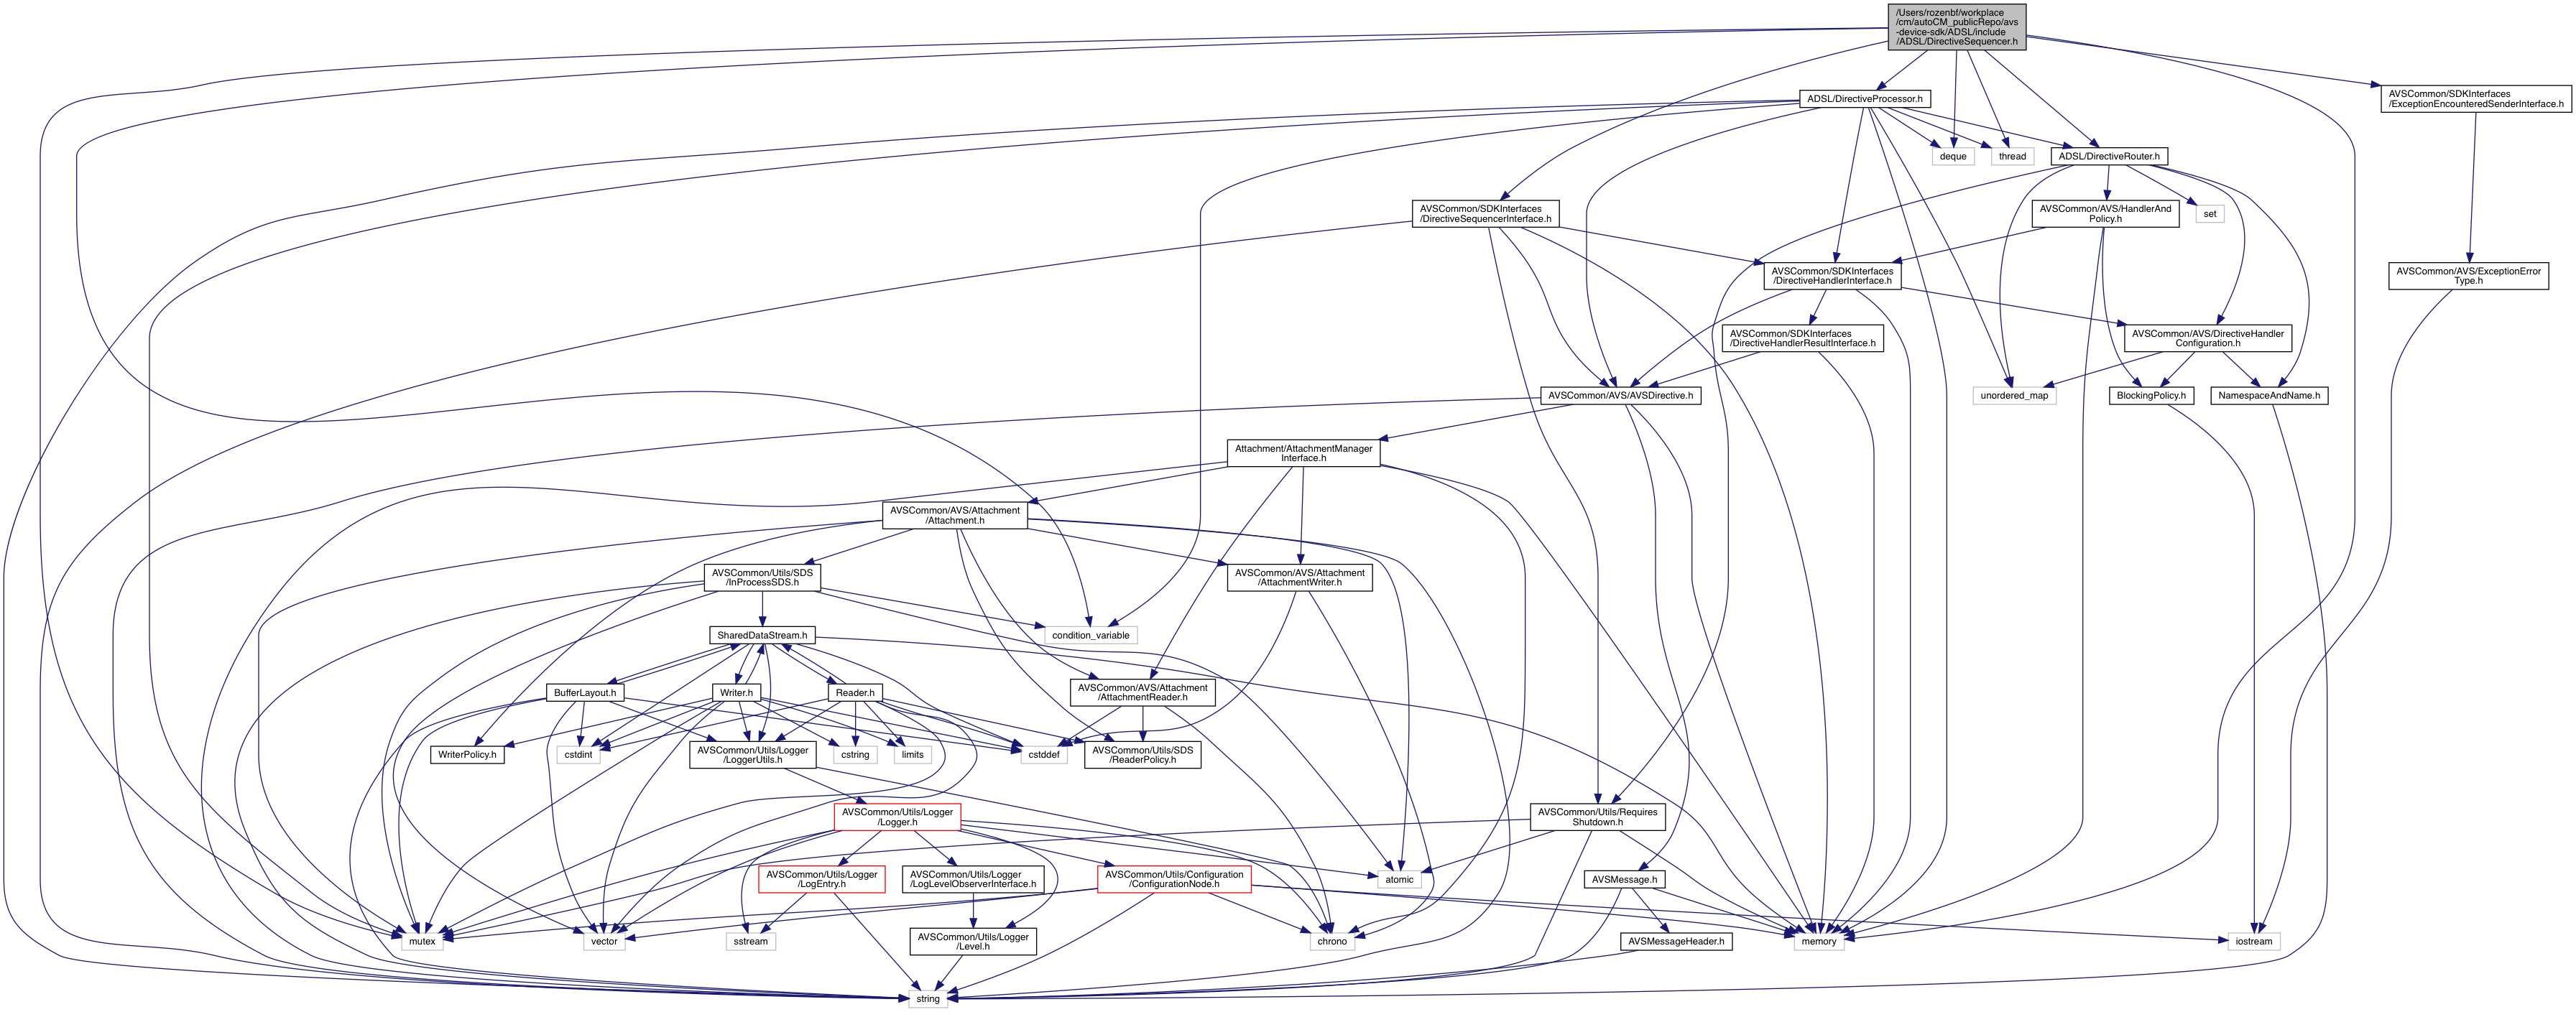 /Users/rozenbf/workplace
/cm/autoCM_publicRepo/avs
-device-sdk/ADSL/include
/ADSL/DirectiveSequencer.h
ADSL/DirectiveProcessor.h
AVSCommon/SDKInterfaces
/ExceptionEncounteredSenderInterface.h
deque
thread
ADSL/DirectiveRouter.h
AVSCommon/SDKInterfaces
/DirectiveSequencerInterface.h
AVSCommon/AVS/HandlerAnd
Policy.h
set
AVSCommon/SDKInterfaces
/DirectiveHandlerInterface.h
AVSCommon/AVS/ExceptionError
Type.h
AVSCommon/SDKInterfaces
/DirectiveHandlerResultInterface.h
AVSCommon/AVS/DirectiveHandler
Configuration.h
AVSCommon/AVS/AVSDirective.h
unordered_map
BlockingPolicy.h
NamespaceAndName.h
Attachment/AttachmentManager
Interface.h
AVSCommon/AVS/Attachment
/Attachment.h
AVSCommon/Utils/SDS
/InProcessSDS.h
AVSCommon/AVS/Attachment
/AttachmentWriter.h
SharedDataStream.h
condition_variable
BufferLayout.h
Writer.h
Reader.h
AVSCommon/AVS/Attachment
/AttachmentReader.h
WriterPolicy.h
cstdint
AVSCommon/Utils/Logger
/LoggerUtils.h
cstring
limits
cstddef
AVSCommon/Utils/SDS
/ReaderPolicy.h
AVSCommon/Utils/Logger
/Logger.h
AVSCommon/Utils/Requires
Shutdown.h
AVSCommon/Utils/Logger
/LogEntry.h
AVSCommon/Utils/Logger
/LogLevelObserverInterface.h
AVSCommon/Utils/Configuration
/ConfigurationNode.h
atomic
AVSMessage.h
mutex
vector
sstream
AVSCommon/Utils/Logger
/Level.h
chrono
AVSMessageHeader.h
memory
iostream
string